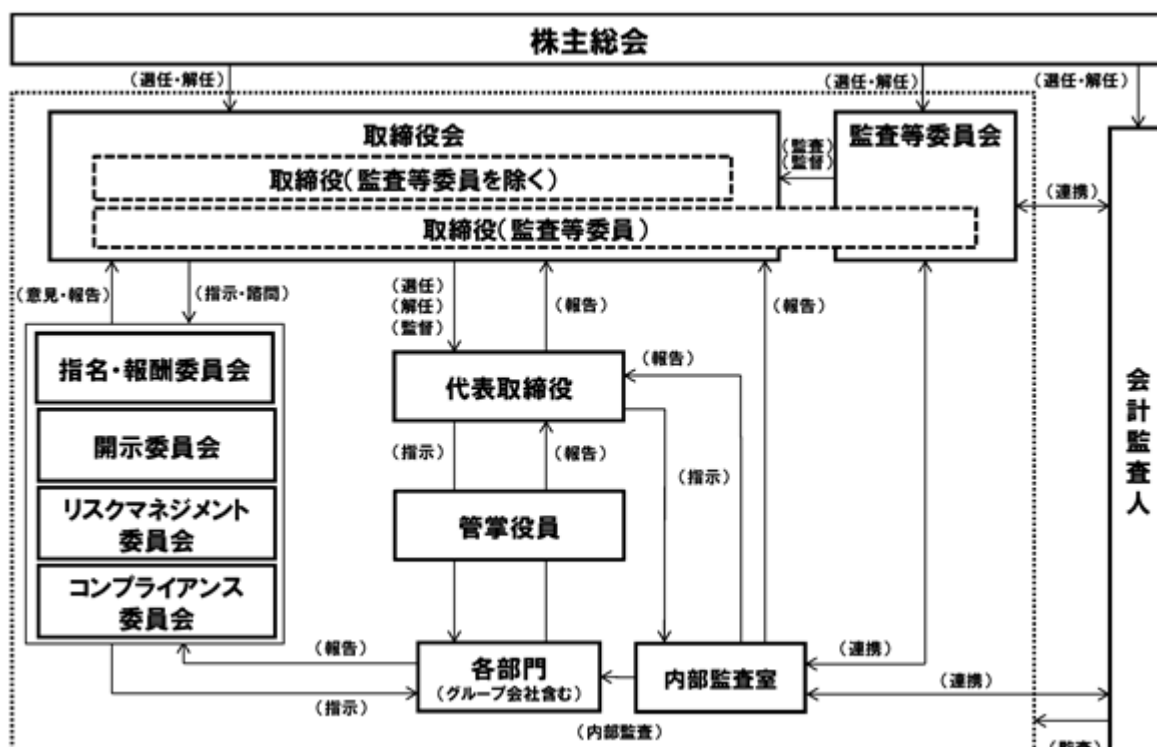 株主総会
(選任・解任)
(選任・解任)
(選任・解任)
取締役会
監査等委員会
(監査)
(監督)
取締役(監査等委員を除く)
(連携)
取締役(監査等委員)
(意見・報告)
(指示・諮問)
(選任)
(解任)
(監督)
(報告)
(報告)
指名・報酬委員会
代表取締役
(報告)
会計監査人
開示委員会
(指示)
(報告)
(指示)
リスクマネジメント
委員会
管掌役員
コンプライアンス
委員会
(報告)
各部門
(グループ会社含む)
内部監査室
(連携)
(連携)
(指示)
(内部監査)
(監査)